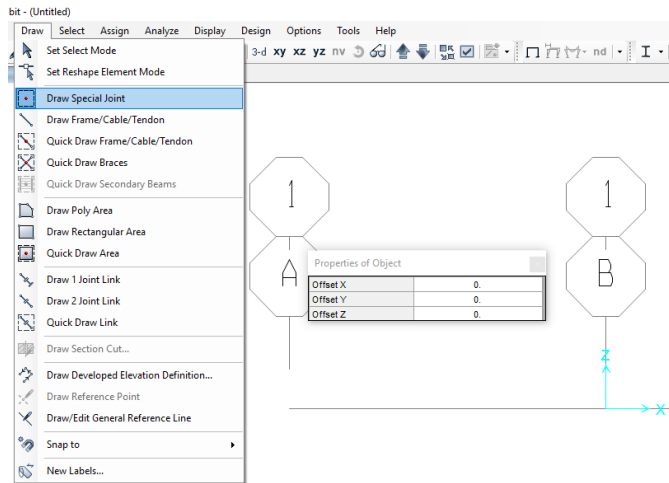 bit - (Untitled)
Draw Select Assign Analyze Display Design Options Tools Help
3-d xy xz yz nv nd
Set Select Mode
Set Reshape Element Mode
Draw Special Joint
Draw Frame/Cable/Tendon
Quick Draw Frame/Cable/Tendon
Quick Draw Braces
Quick Draw Secondary Beams
Draw Poly Area
Draw Rectangular Area
Quick Draw Area
Draw 1 Joint Link
Draw 2 Joint Link
Quick Draw Link
Draw Section Cut...
Draw Developed Elevation Definition...
Draw Reference Point
Draw/Edit General Reference Line
Snap to
New Labels...
1 1
A B
Properties of Object
Offset X 0.
Offset Y 0.
Offset Z 0.
Z
X